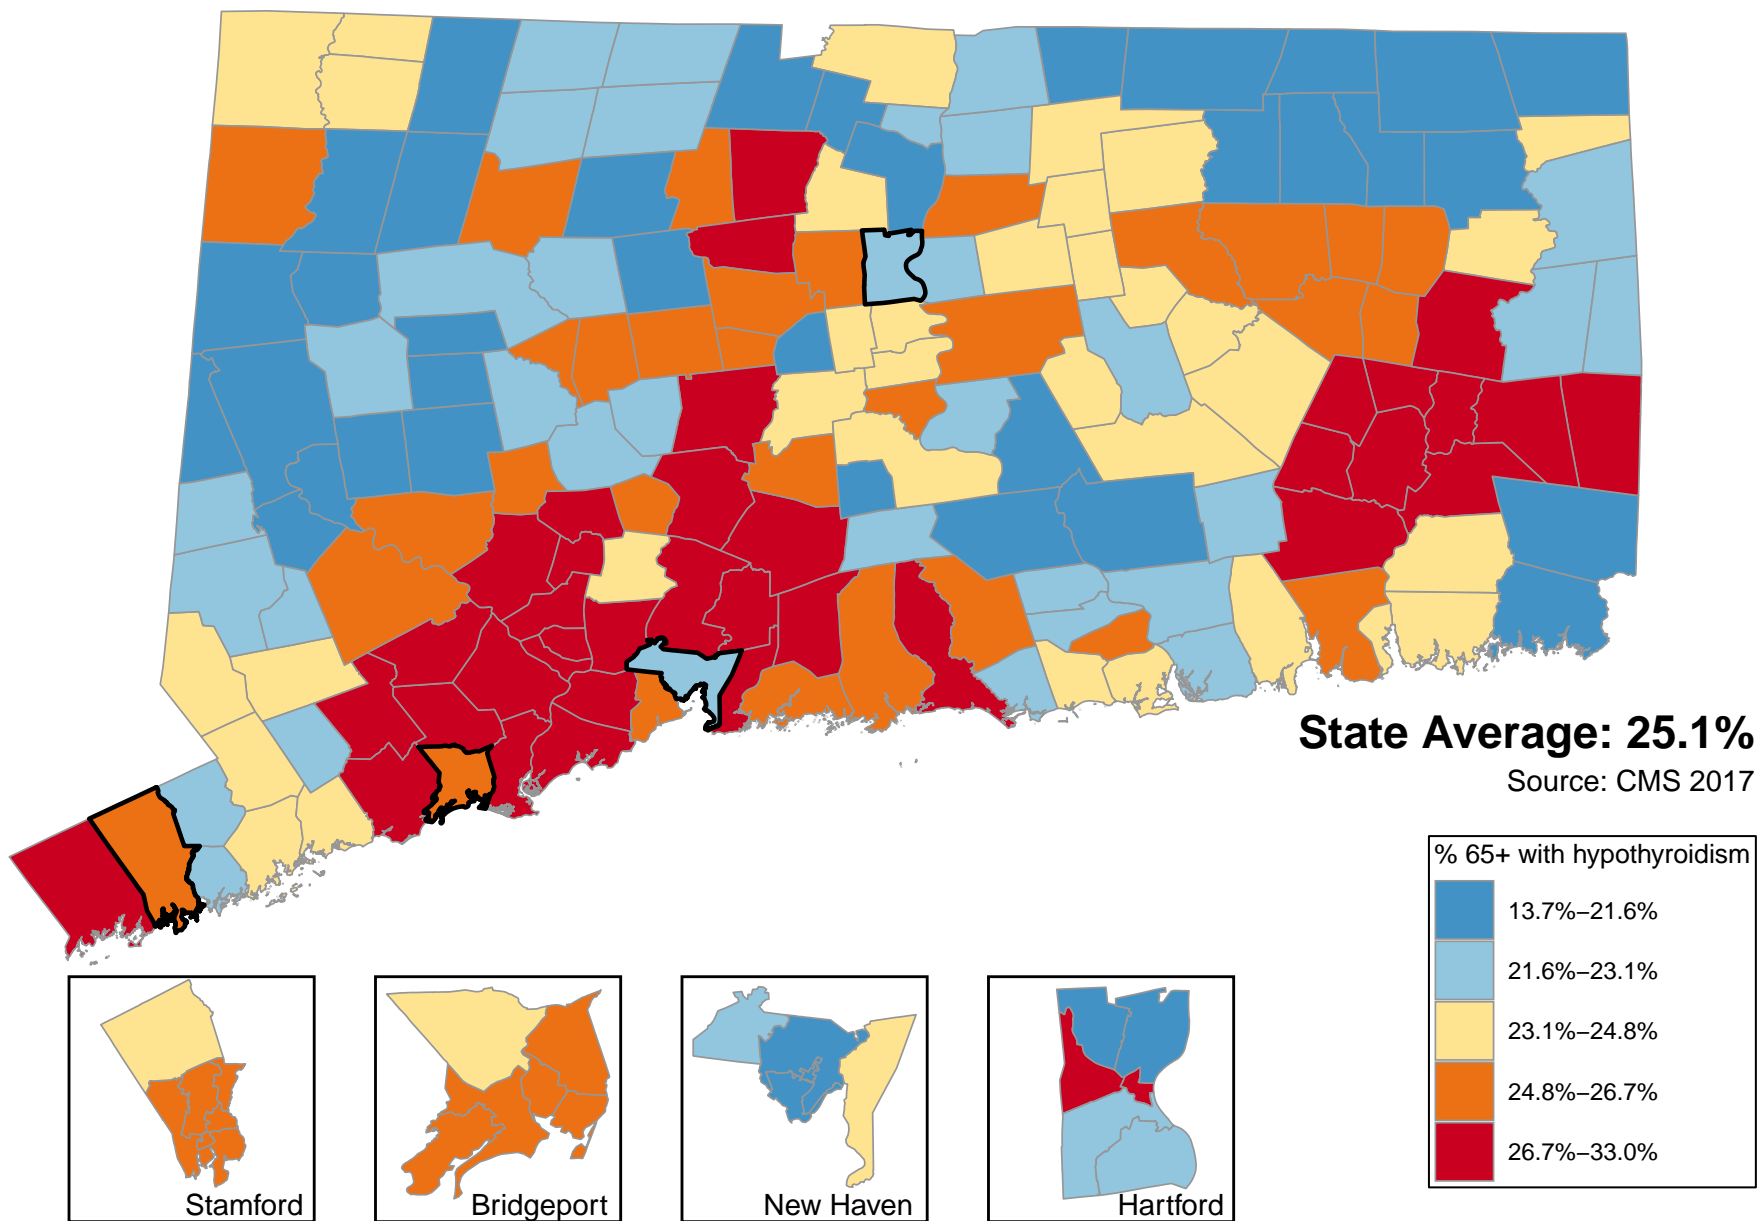 State Average: 25.1%
Source: CMS 2017
% 65+ with hypothyroidism
13.7%−21.6%
21.6%−23.1%
23.1%−24.8%
24.8%−26.7%
26.7%−33.0%
Stamford
Bridgeport
New Haven
Hartford